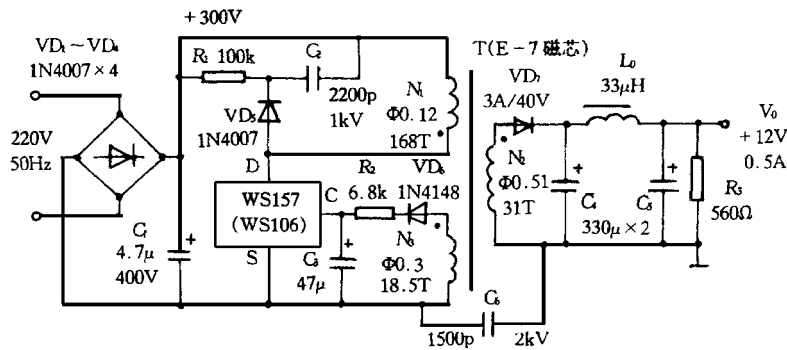 +300V
VD₁~VD₄
1N4007×4
R₁ 100k
C₂
2200p
1kV
VD₅
1N4007
N₁
Φ0.12
168T
T(E-7磁芯)
VD₇
3A/40V
L₀
33μH
V₀
+12V
0.5A
220V
50Hz
D
WS157
(WS106)
C
S
R₂
6.8k
VD₆
1N4148
N₂
Φ0.51
31T
C₄
C₅
330μ×2
R₃
560Ω
C₁
4.7μ
400V
+
C₃
+
47μ
N₃
Φ0.3
18.5T
+
+
C₆
1500p
2kV